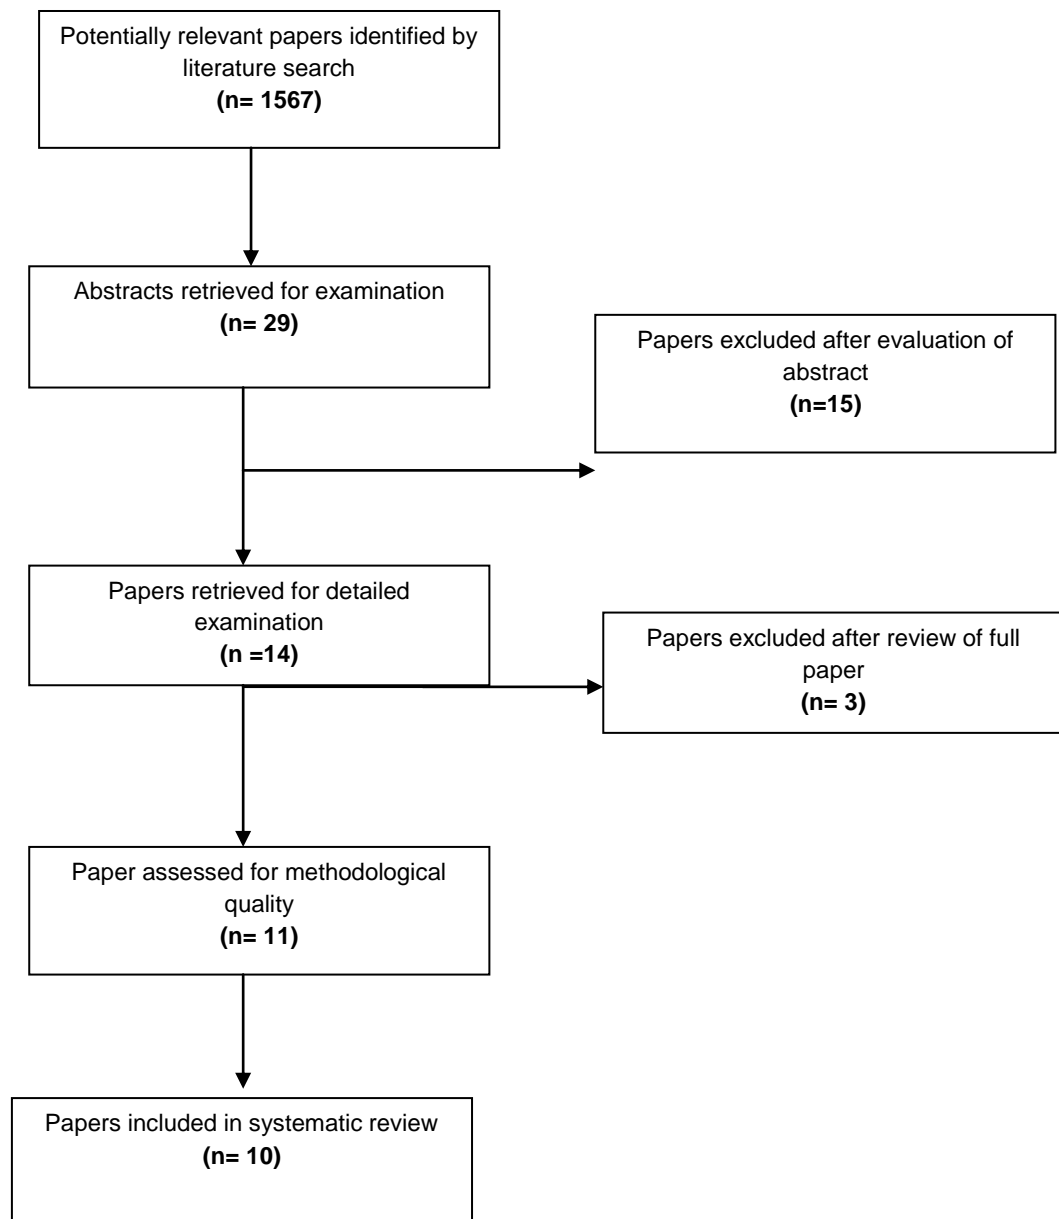 Potentially relevant papers identified by
literature search
(n= 1567)
Abstracts retrieved for examination
(n= 29)
Papers excluded after evaluation of
abstract
(n=15)
Papers retrieved for detailed
examination
(n =14)
Papers excluded after review of full
paper
(n= 3)
Paper assessed for methodological
quality
(n= 11)
Papers included in systematic review
(n= 10)